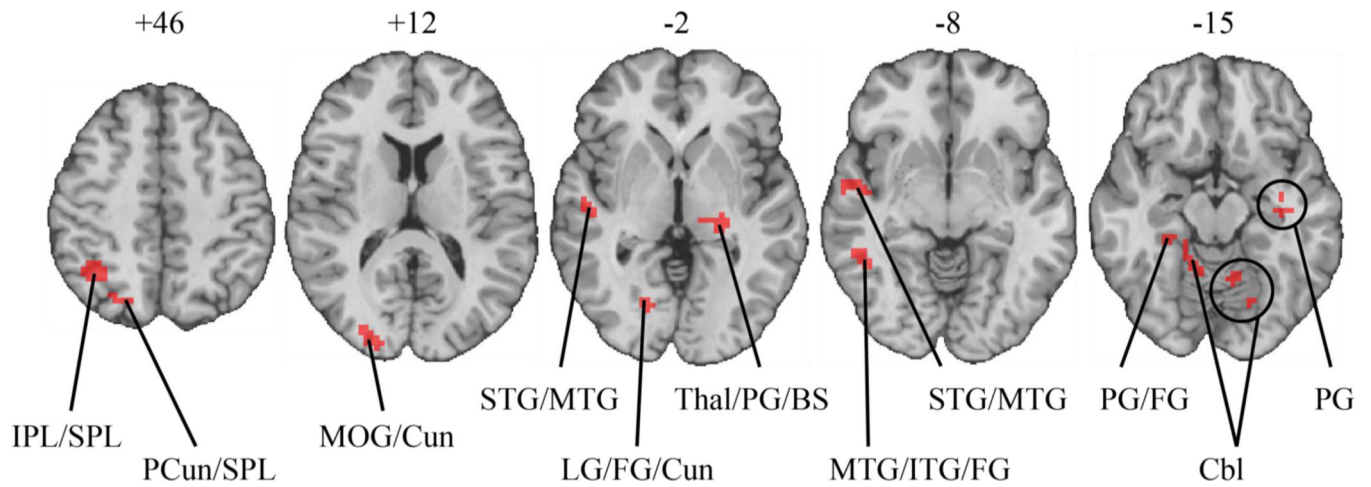 +46 +12 -2 -8 -15
STG/MTG Thal/PG/BS STG/MTG PG/FG PG
IPL/SPL MOG/Cun
PCun/SPL LG/FG/Cun MTG/ITG/FG Cbl